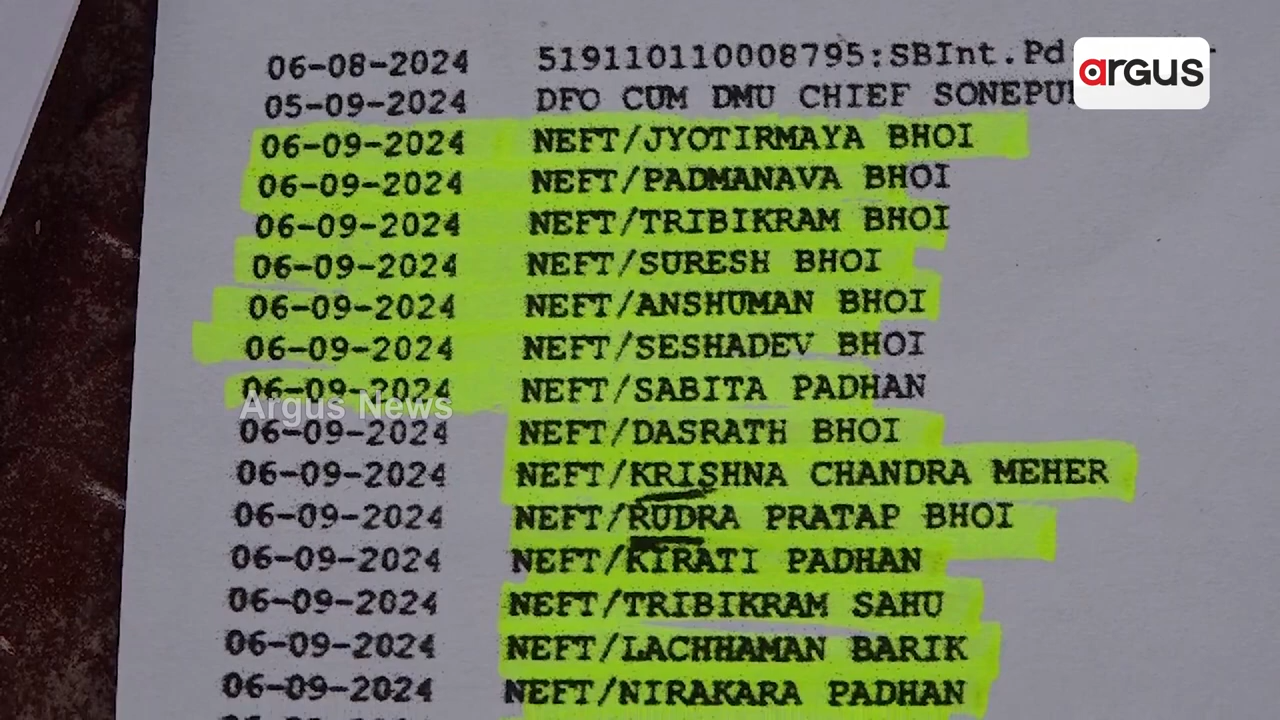 06-08-2024 519110110008795:SBInt.Pd
argus
05-09-2024 DFO CUM DMU CHIEF
06-09-2024 NEFT/JYOTIRMAYA BHOI
06-09-2024 NEFT/PADMANAVA BHOI
06-09-2024 NEFT/TRIBIKRAM BHOI
06-09-2024 NEFT/SURESH BHOI
06-09-2024 NEFT/ANSHUMAN BHOI
06-09-2024 NEFT/SESHADEV BHOI
06-09-2024 NEFT/SABITA PADHAN
Argus News
06-09-2024 NEFT/DASRATH BHOI
06-09-2024 NEFT/KRISHNA CHANDRA MEHER
06-09-2024 NEFT/RUDRA PRATAP BHOI
06-09-2024 NEFT/KIRATI PADHAN
06-09-2024 NEFT/TRIBIKRAM SAHU
06-09-2024 NEFT/LACHHAMAN BARIK
06-09-2024 NEFT/NIRAKARA PADHAN